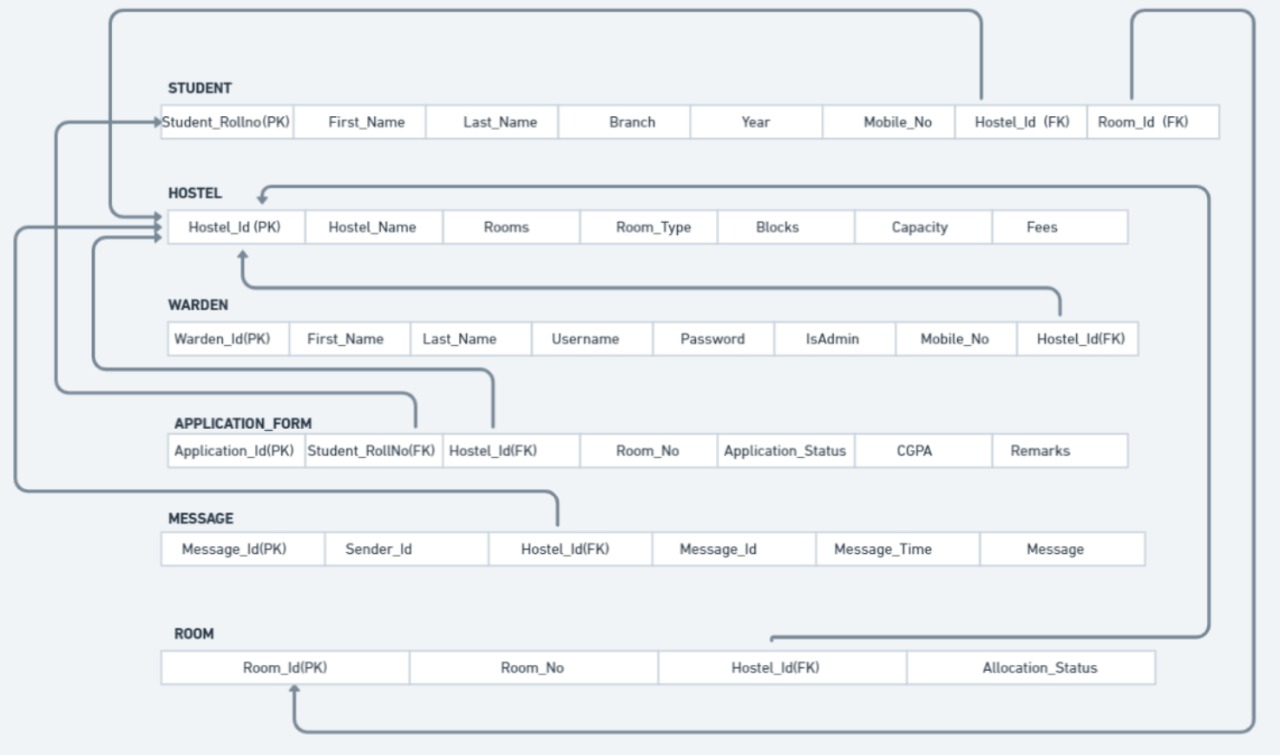 STUDENT
Student_Rollno(PK) First_Name Last_Name Branch Year Mobile_No Hostel_Id (FK) Room_Id (FK)
HOSTEL
Hostel_Id (PK) Hostel_Name Rooms Room_Type Blocks Capacity Fees
WARDEN
Warden_Id(PK) First_Name Last_Name Username Password IsAdmin Mobile_No Hostel_Id(FK)
APPLICATION_FORM
Application_Id(PK) Student_RollNo(FK) Hostel_Id(FK) Room_No Application_Status CGPA Remarks
MESSAGE
Message_Id(PK) Sender_Id Hostel_Id(FK) Message_Id Message_Time Message
ROOM
Room_Id(PK) Room_No Hostel_Id(FK) Allocation_Status